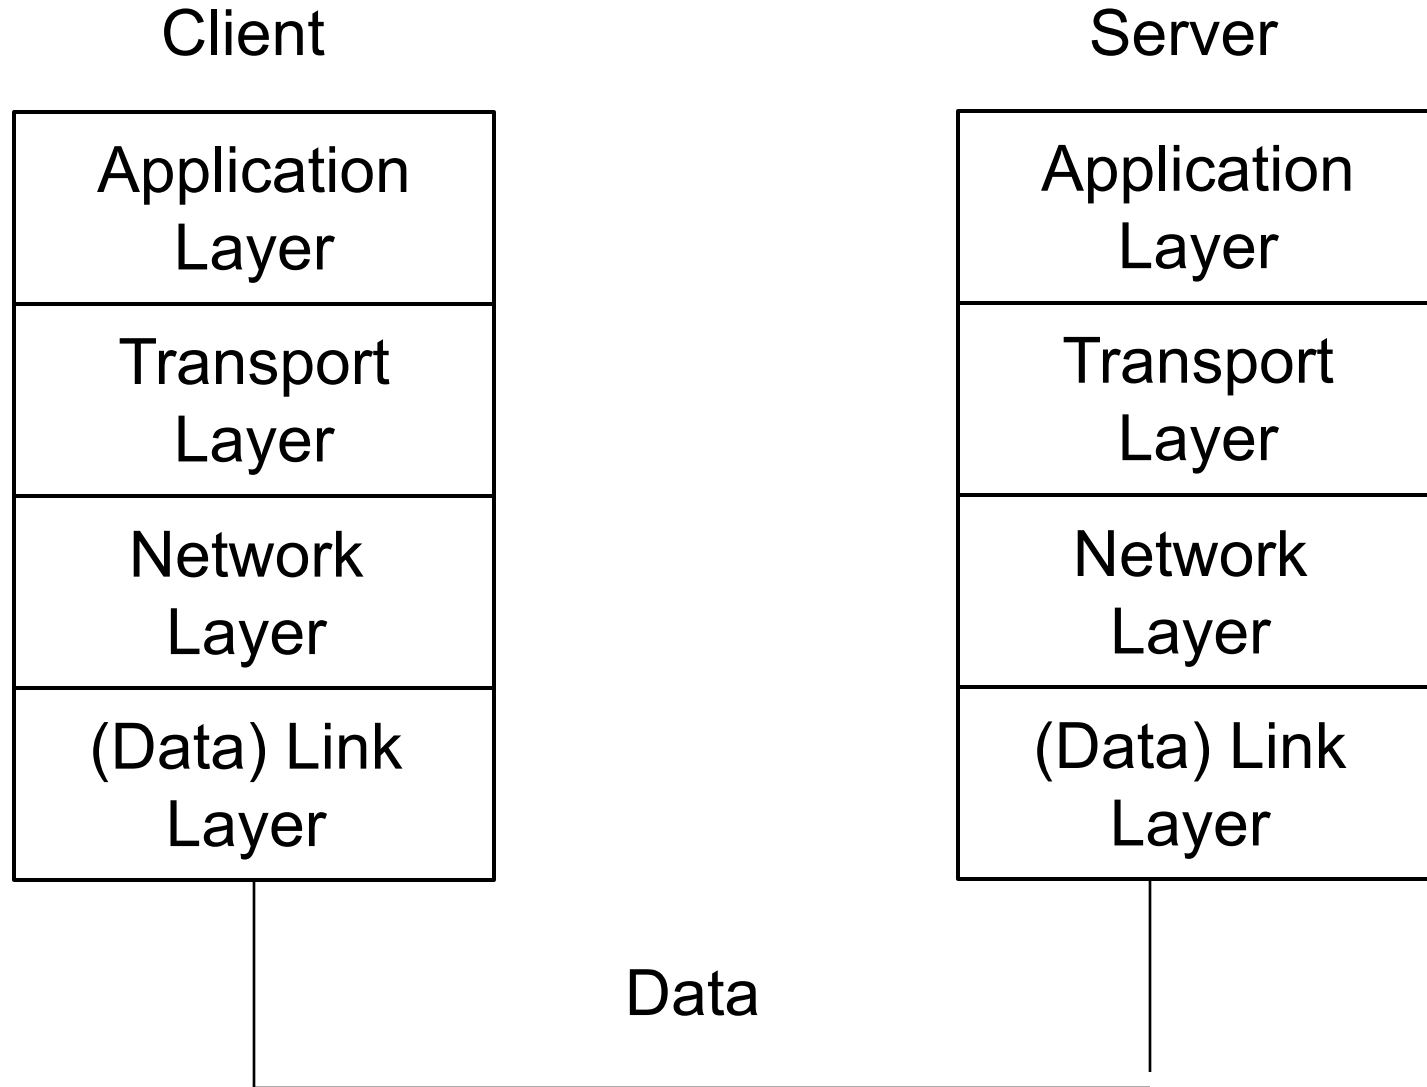 Client
Server
Application
Layer
Transport
Layer
Network
Layer
(Data) Link
Layer
Application
Layer
Transport
Layer
Network
Layer
(Data) Link
Layer
Data